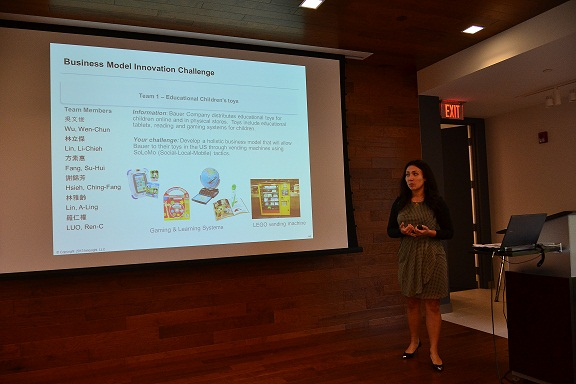 Business Model Innovation Challenge
Team 1 – Educational Children's toys
Team Members
吳文楨
Wu, Wen-Chun
林立傑
Lin, Li-Chieh
方素惠
Fang, Su-Hui
謝錦芳
Hsieh, Ching-Fang
林雅齡
Lin, A-Ling
羅仁權
LUO, Ren-C
Information: Bauer Company distributes educational toys for
children online and in physical stores. Toys include educational
tablets, reading and gaming systems for children.
Your challenge: Develop a holistic business model that will allow
Bauer to their toys in the US through vending machines using
SoLoMo (Social-Local-Mobile) tactics.
Gaming & Learning Systems
LEGO vending machine
EXIT